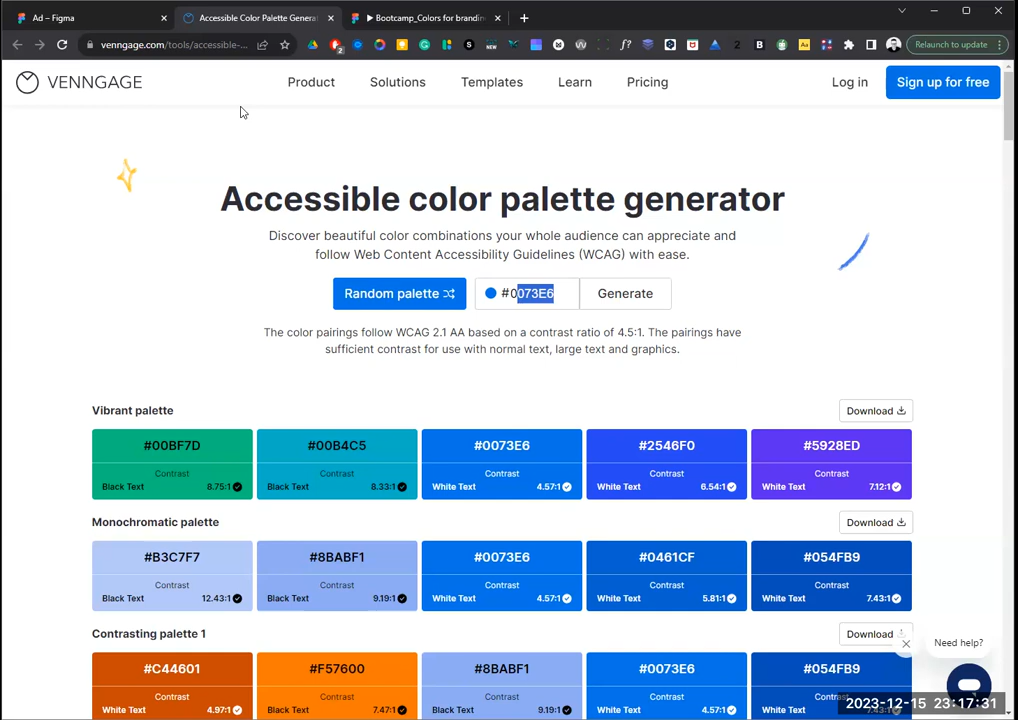 Ad – Figma
Accessible Color Palette Genera
Bootcamp_Colors for brandin
venngage.com/tools/accessible-...
Relaunch to update
VENNGAGE
Product
Solutions
Templates
Learn
Pricing
Log in
Sign up for free
Accessible color palette generator
Discover beautiful color combinations your whole audience can appreciate and
follow Web Content Accessibility Guidelines (WCAG) with ease.
Random palette
#0073E6
Generate
The color pairings follow WCAG 2.1 AA based on a contrast ratio of 4.5:1. The pairings have
sufficient contrast for use with normal text, large text and graphics.
Vibrant palette
Download
#00BF7D
#00B4C5
#0073E6
#2546F0
#5928ED
Contrast
Contrast
Contrast
Contrast
Contrast
Black Text 8.75:1
Black Text 8.33:1
White Text 4.57:1
White Text 6.54:1
White Text 7.12:1
Monochromatic palette
Download
#B3C7F7
#8BABF1
#0073E6
#0461CF
#054FB9
Contrast
Contrast
Contrast
Contrast
Contrast
Black Text 12.43:1
Black Text 9.19:1
White Text 4.57:1
White Text 5.81:1
White Text 7.43:1
Contrasting palette 1
Download
Need help?
#C44601
#F57600
#8BABF1
#0073E6
#054FB9
Contrast
Contrast
Contrast
Contrast
Contrast
White Text 4.97:1
Black Text 7.47:1
Black Text 9.19:1
White Text 4.57:1
White Text 7.43:1
2023-12-15 23:17:31